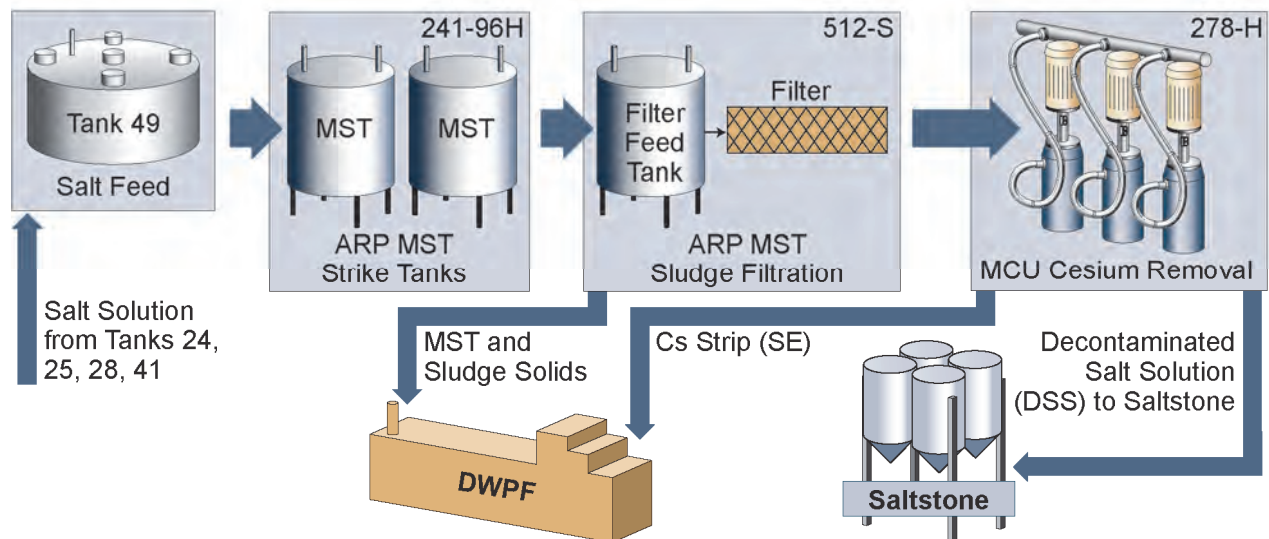 Tank 49
Salt Feed
Salt Solution
from Tanks 24,
25, 28, 41
241-96H
MST
MST
ARP MST
Strike Tanks
512-S
Filter
Feed
Tank
Filter
ARP MST
Sludge Filtration
278-H
MCU Cesium Removal
MST and
Sludge Solids
Cs Strip (SE)
Decontaminated
Salt Solution
(DSS) to Saltstone
DWPF
Saltstone